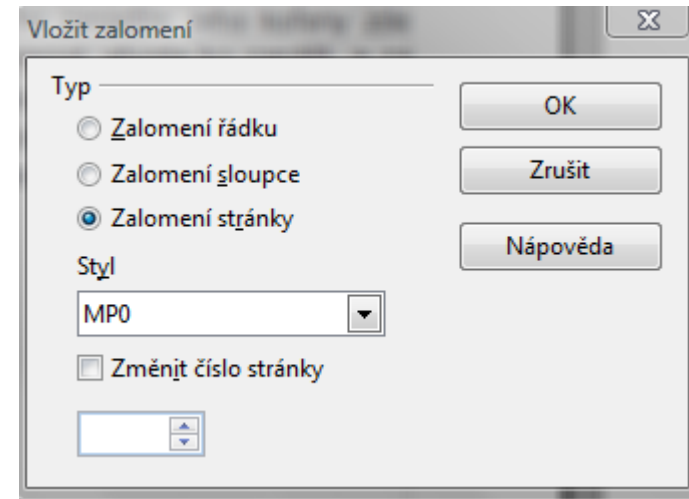 Vložit zalomení
Typ
Zalomení řádku
Zalomení sloupce
Zalomení stránky
Styl
MP0
Změnit číslo stránky
OK
Zrušit
Nápověda